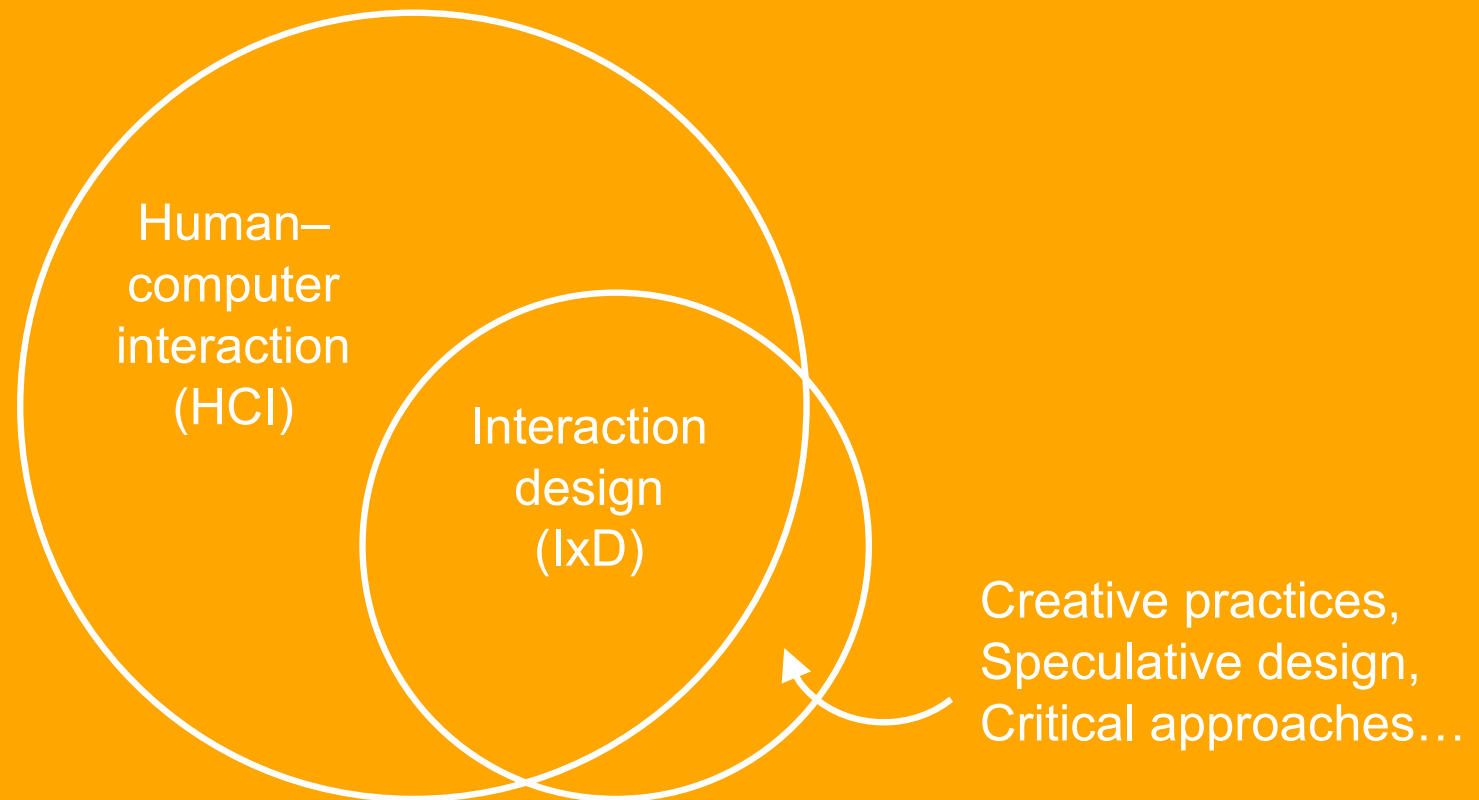 Human–
computer
interaction
(HCI)
Interaction
design
(IxD)
Creative practices,
Speculative design,
Critical approaches…